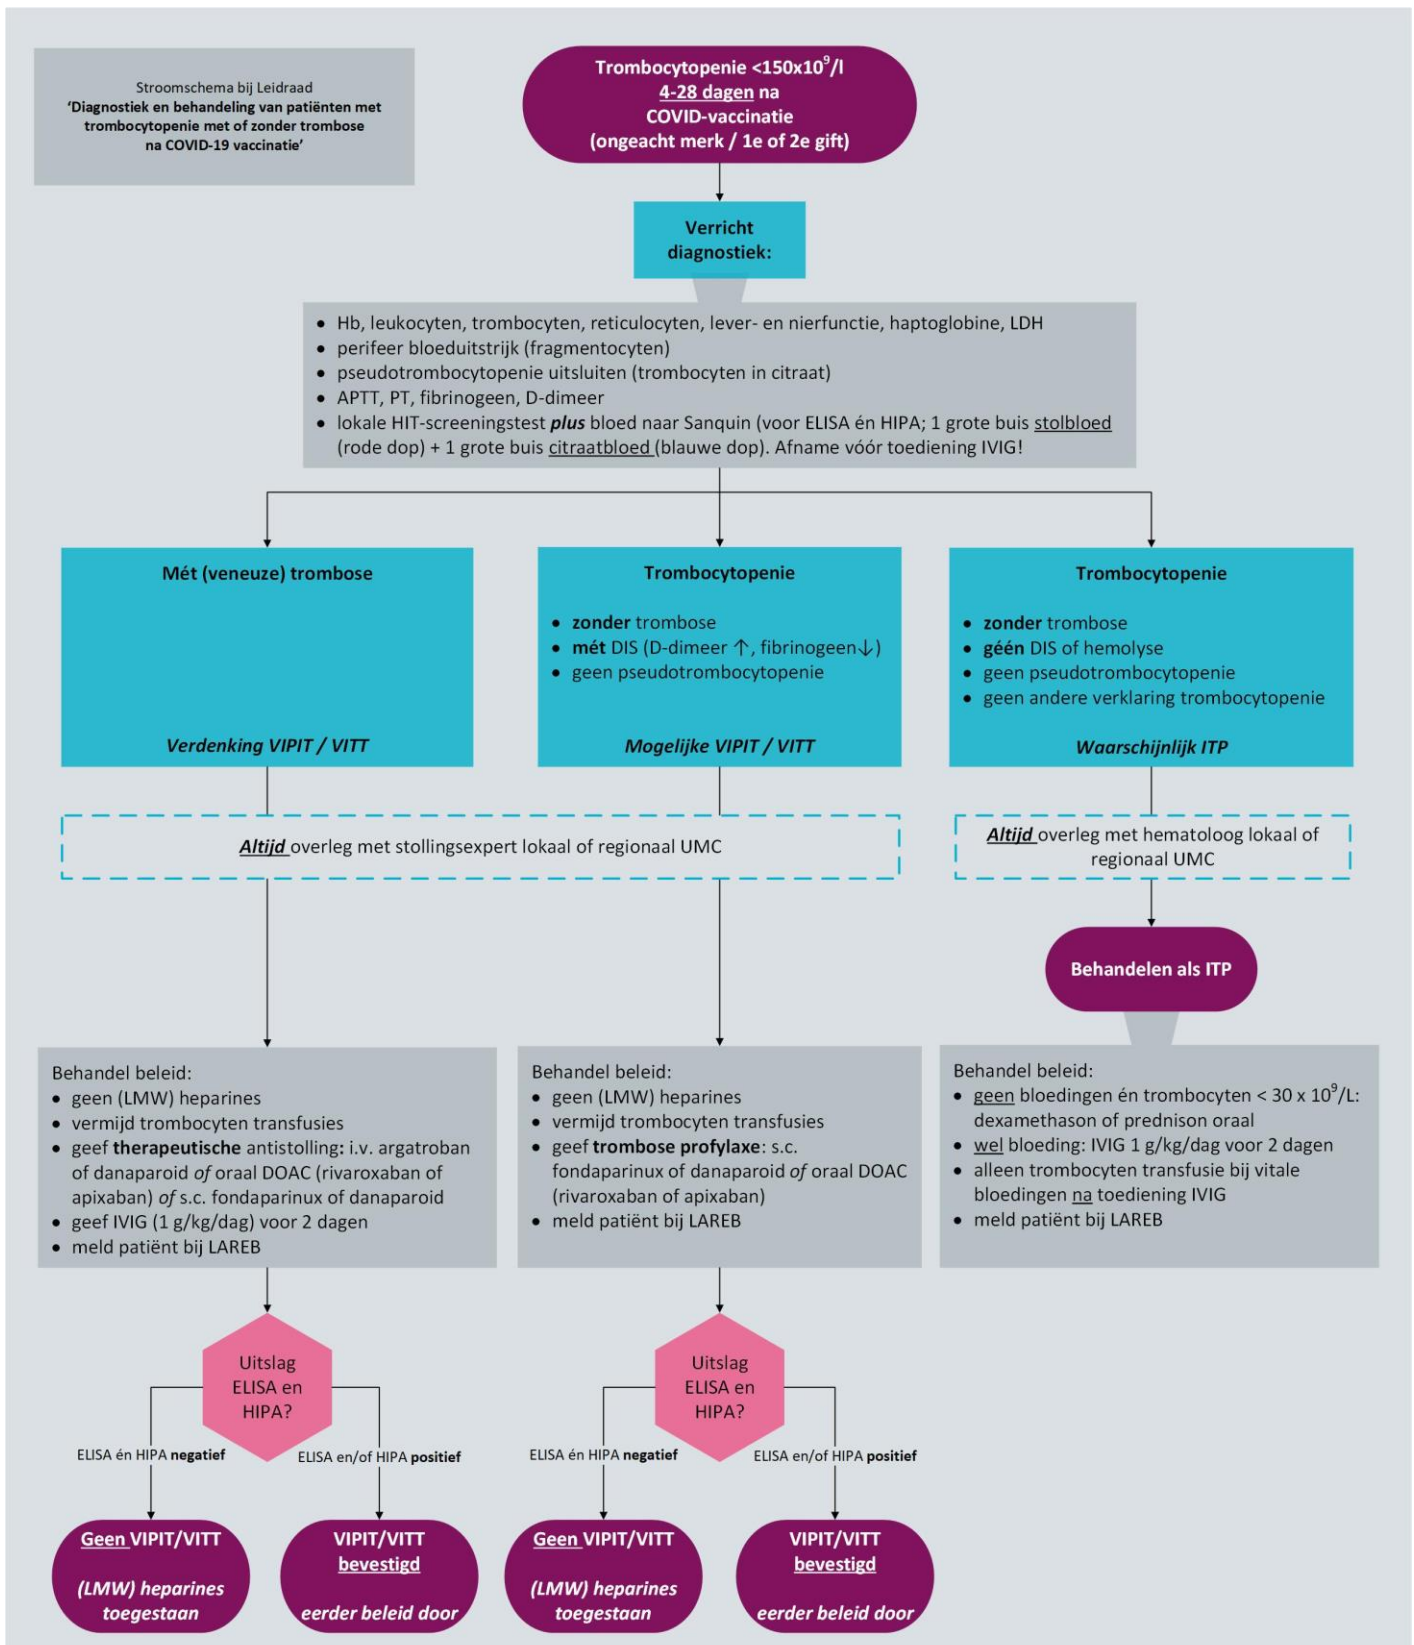 Stroomschema bij Leidraad
‘Diagnostiek en behandeling van patiënten met
trombocytopenie met of zonder trombose
na COVID-19 vaccinatie’
Trombocytopenie <150x10⁹/l
4-28 dagen na
COVID-vaccinatie
(ongeacht merk / 1e of 2e gift)
Verricht
diagnostiek:
• Hb, leukocyten, trombocyten, reticulocyten, lever- en nierfunctie, haptoglobine, LDH
• perifeer bloeduitstrijk (fragmentocyten)
• pseudotrombocytopenie uitsluiten (trombocyten in citraat)
• APTT, PT, fibrinogeen, D-dimeer
• lokale HIT-screeningstest plus bloed naar Sanquin (voor ELISA én HIPA; 1 grote buis stolbloed
(rode dop) + 1 grote buis citraatbloed (blauwe dop). Afname vóór toediening IVIG!
Mét (veneuze) trombose
Verdenking VIPIT / VITT
Trombocytopenie
• zonder trombose
• mét DIS (D-dimeer ↑, fibrinogeen↓)
• geen pseudotrombocytopenie
Mogelijke VIPIT / VITT
Trombocytopenie
• zonder trombose
• géén DIS of hemolyse
• geen pseudotrombocytopenie
• geen andere verklaring trombocytopenie
Waarschijnlijk ITP
Altijd overleg met stollingsexpert lokaal of regionaal UMC
Altijd overleg met hematoloog lokaal of
regionaal UMC
Behandelen als ITP
Behandel beleid:
• geen (LMW) heparines
• vermijd trombocyten transfusies
• geef therapeutische antistolling: i.v. argatroban
of danaparoid of oraal DOAC (rivaroxaban of
apixaban) of s.c. fondaparinux of danaparoid
• geef IVIG (1 g/kg/dag) voor 2 dagen
• meld patiënt bij LAREB
Behandel beleid:
• geen (LMW) heparines
• vermijd trombocyten transfusies
• geef trombose profylaxe: s.c.
fondaparinux of danaparoid of oraal DOAC
(rivaroxaban of apixaban)
• meld patiënt bij LAREB
Behandel beleid:
• geen bloedingen én trombocyten < 30 x 10⁹/L:
dexamethason of prednison oraal
• wel bloeding: IVIG 1 g/kg/dag voor 2 dagen
• alleen trombocyten transfusie bij vitale
bloedingen na toediening IVIG
• meld patiënt bij LAREB
Uitslag
ELISA en
HIPA?
ELISA én HIPA negatief
ELISA en/of HIPA positief
Geen VIPIT/VITT
(LMW) heparines
toegestaan
VIPIT/VITT
bevestigd
eerder beleid door
Uitslag
ELISA en
HIPA?
ELISA én HIPA negatief
ELISA en/of HIPA positief
Geen VIPIT/VITT
(LMW) heparines
toegestaan
VIPIT/VITT
bevestigd
eerder beleid door